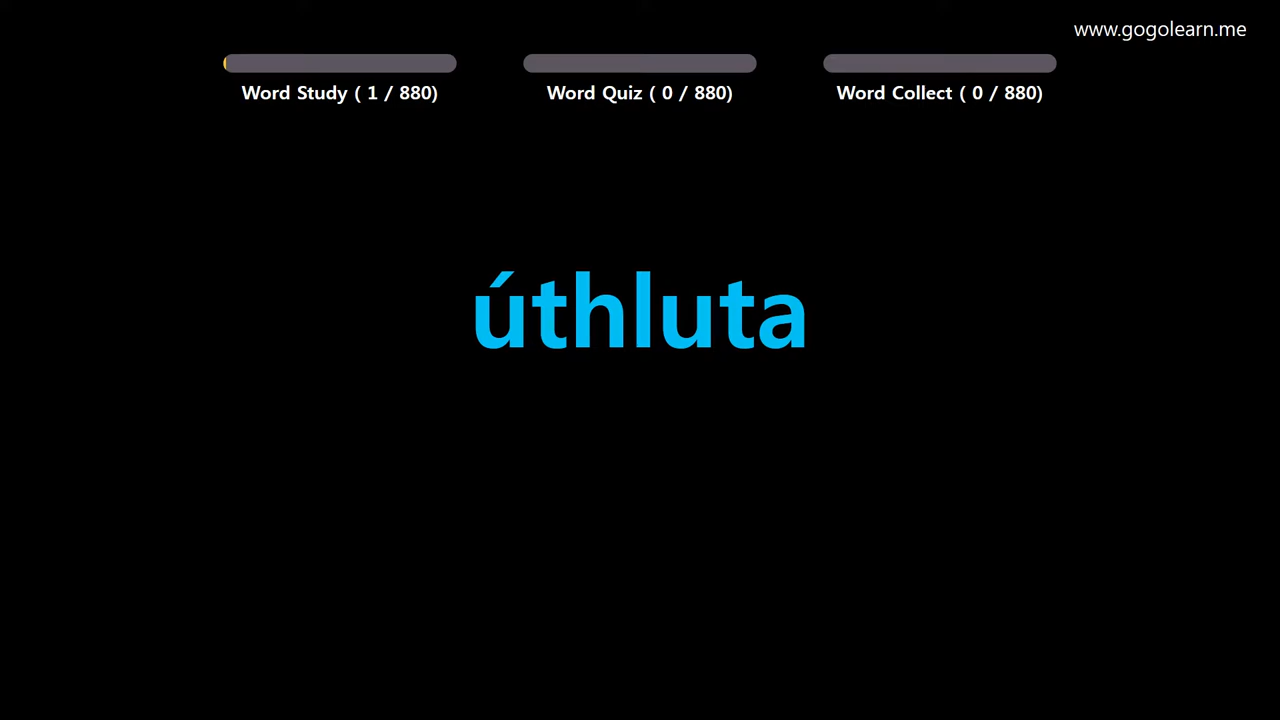 www.gogolearn.me
Word Study ( 1 / 880)
Word Quiz ( 0 / 880)
Word Collect ( 0 / 880)
úthluta